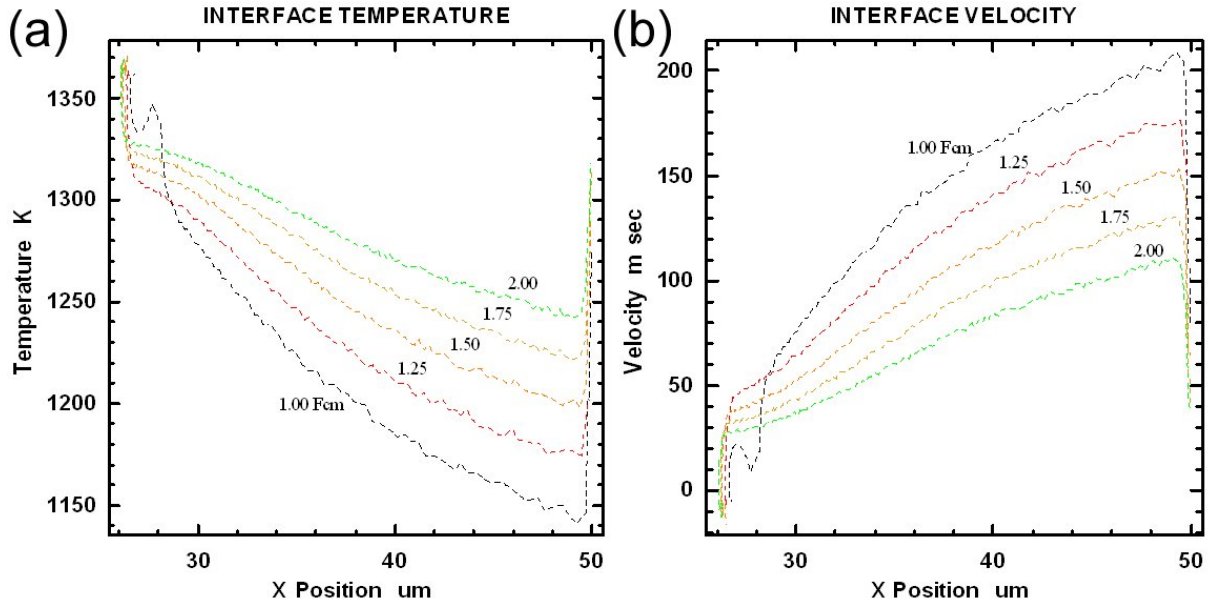 (a)
INTERFACE TEMPERATURE
Temperature K
1350
1300
1250
1200
1150
2.00
1.75
1.50
1.25
1.00 Fcm
30
40
50
X Position um
(b)
INTERFACE VELOCITY
Velocity m sec
200
150
100
50
0
1.00 Fcm
1.25
1.50
1.75
2.00
30
40
50
X Position um